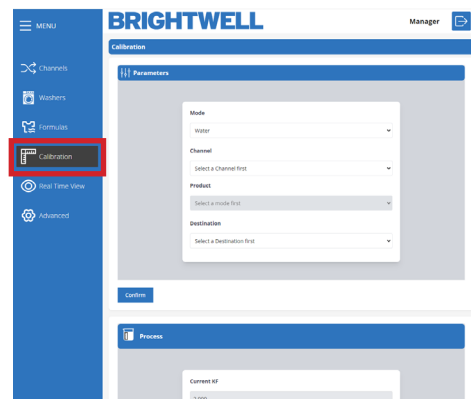 MENU
BRIGHTWELL
Manager
Calibration
Channels
Parameters
Washers
Mode
Water
Formulas
Channel
Calibration
Select a Channel first
Product
Real Time View
Select a mode first
Advanced
Destination
Select a Destination first
Confirm
Process
Current KF